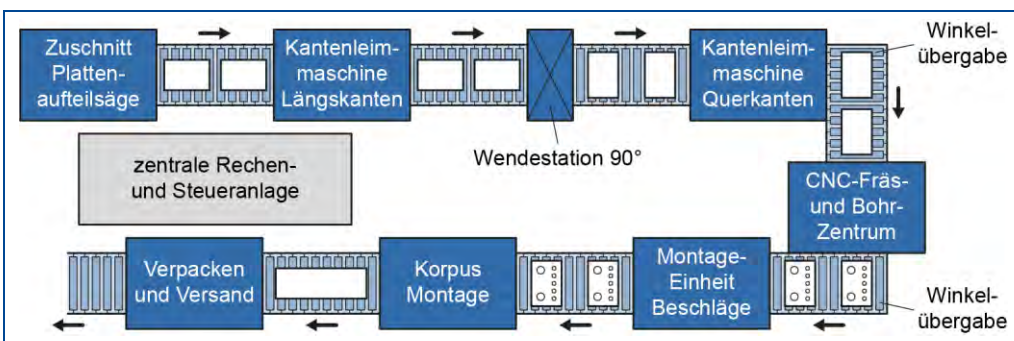 Zuschnitt
Platten-
aufteilsäge
Kantenleim-
maschine
Längskanten
Kantenleim-
maschine
Querkanten
Winkel-
übergabe
Wendestation 90°
zentrale Rechen-
und Steueranlage
CNC-Fräs-
und Bohr-
Zentrum
Verpacken
und Versand
Korpus
Montage
Montage-
Einheit
Beschläge
Winkel-
übergabe